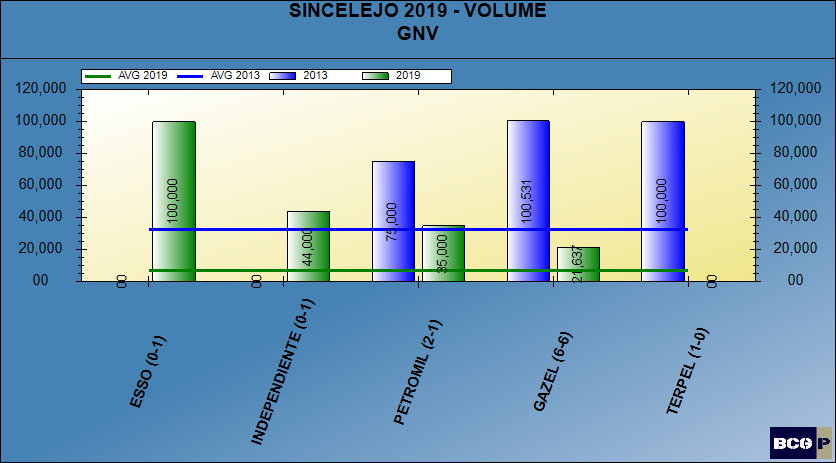 SINCELEJO 2019 - VOLUME
GNV
AVG 2019 AVG 2013 2013 2019
120,000 120,000
100,000 100,000
80,000 80,000
60,000 60,000
40,000 40,000
20,000 20,000
00 00
00
100,000
00
44,000
75,000
35,000
100,531
21,637
100,000
00
ESSO (0-1)
INDEPENDIENTE (0-1)
PETROMIL (2-1)
GAZEL (6-6)
TERPEL (1-0)
BCO P